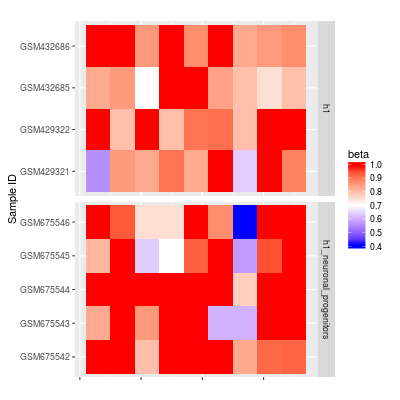 GSM432686
GSM432685
GSM429322
GSM429321
h1
GSM675546
GSM675545
GSM675544
GSM675543
GSM675542
h1_neuronal_progenitors
Sample ID
beta
1.0
0.9
0.8
0.7
0.6
0.5
0.4